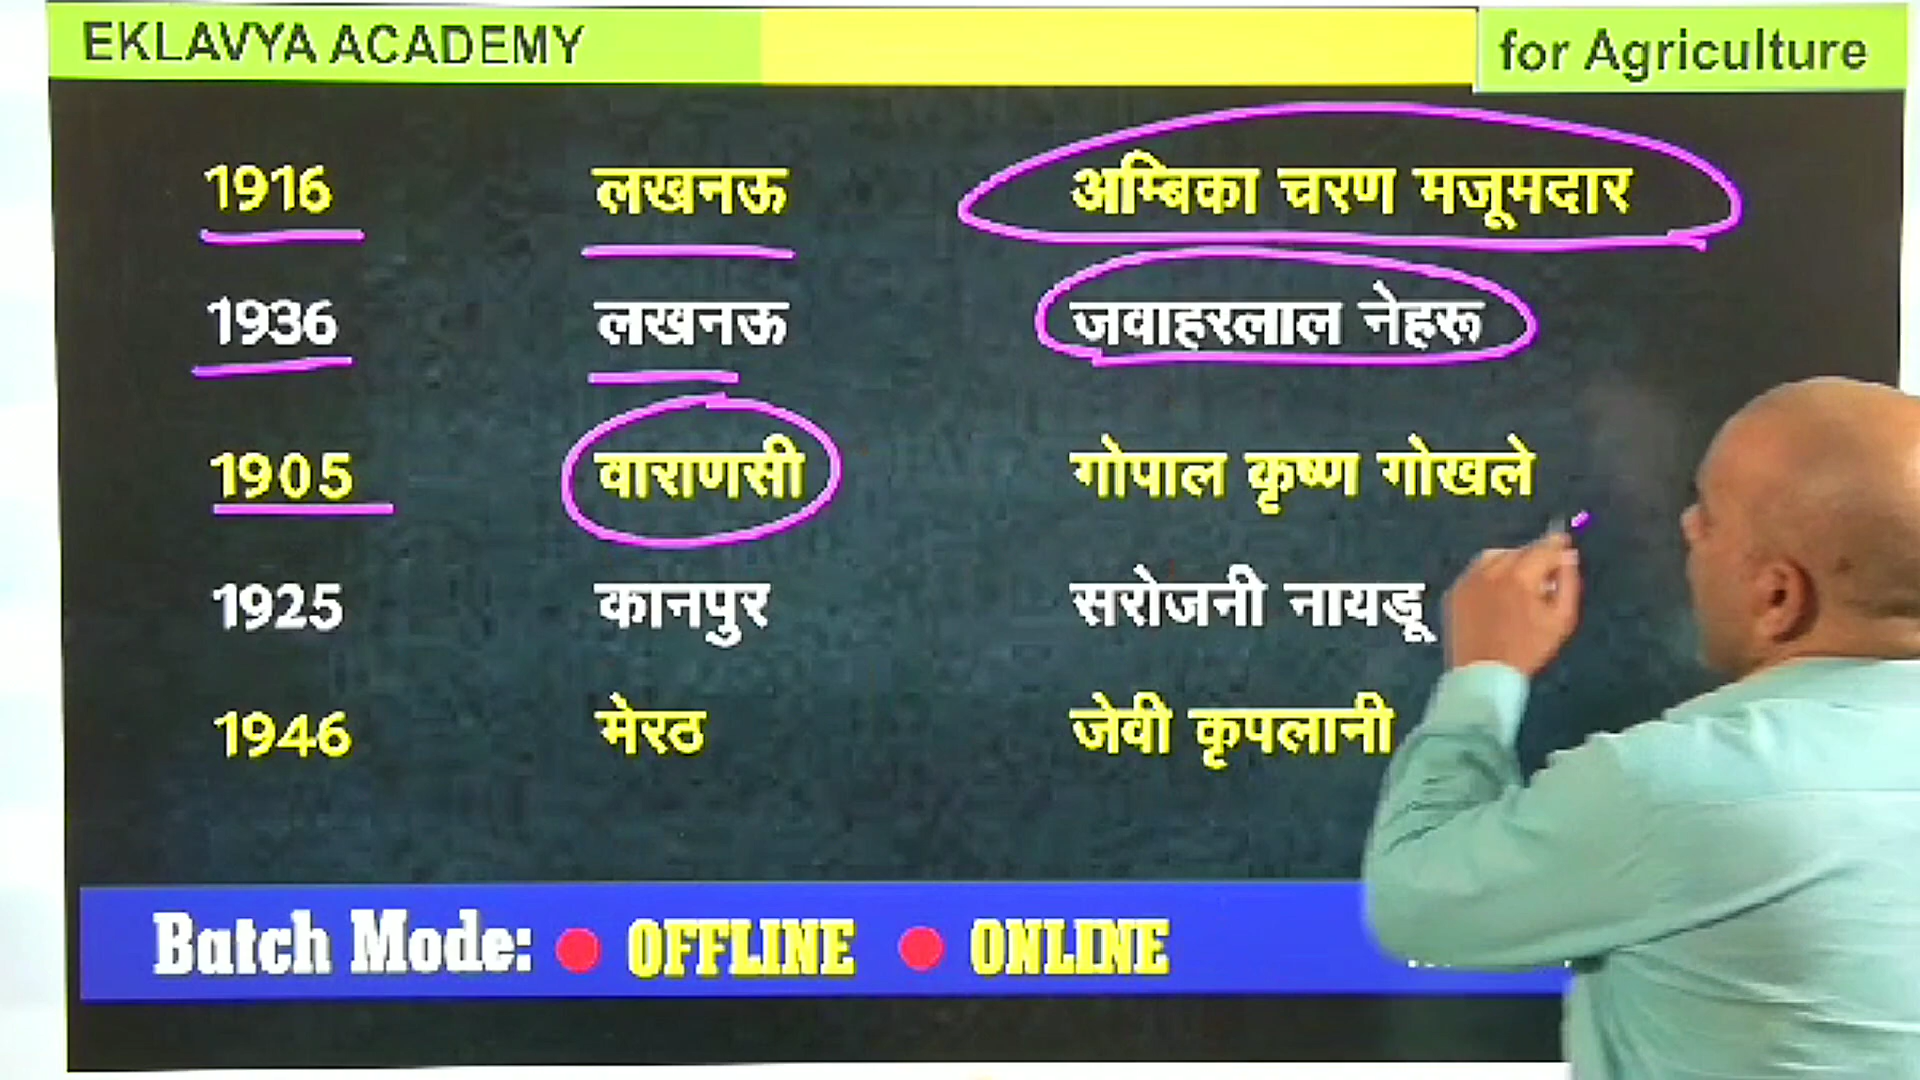 EKLAVYA ACADEMY for Agriculture
1916 लखनऊ अम्बिका चरण मजूमदार
1936 लखनऊ जवाहरलाल नेहरू
1905 वाराणसी गोपाल कृष्ण गोखले
1925 कानपुर सरोजनी नायडू
1946 मेरठ जेवी कृपलानी
Batch Mode: OFFLINE ONLINE